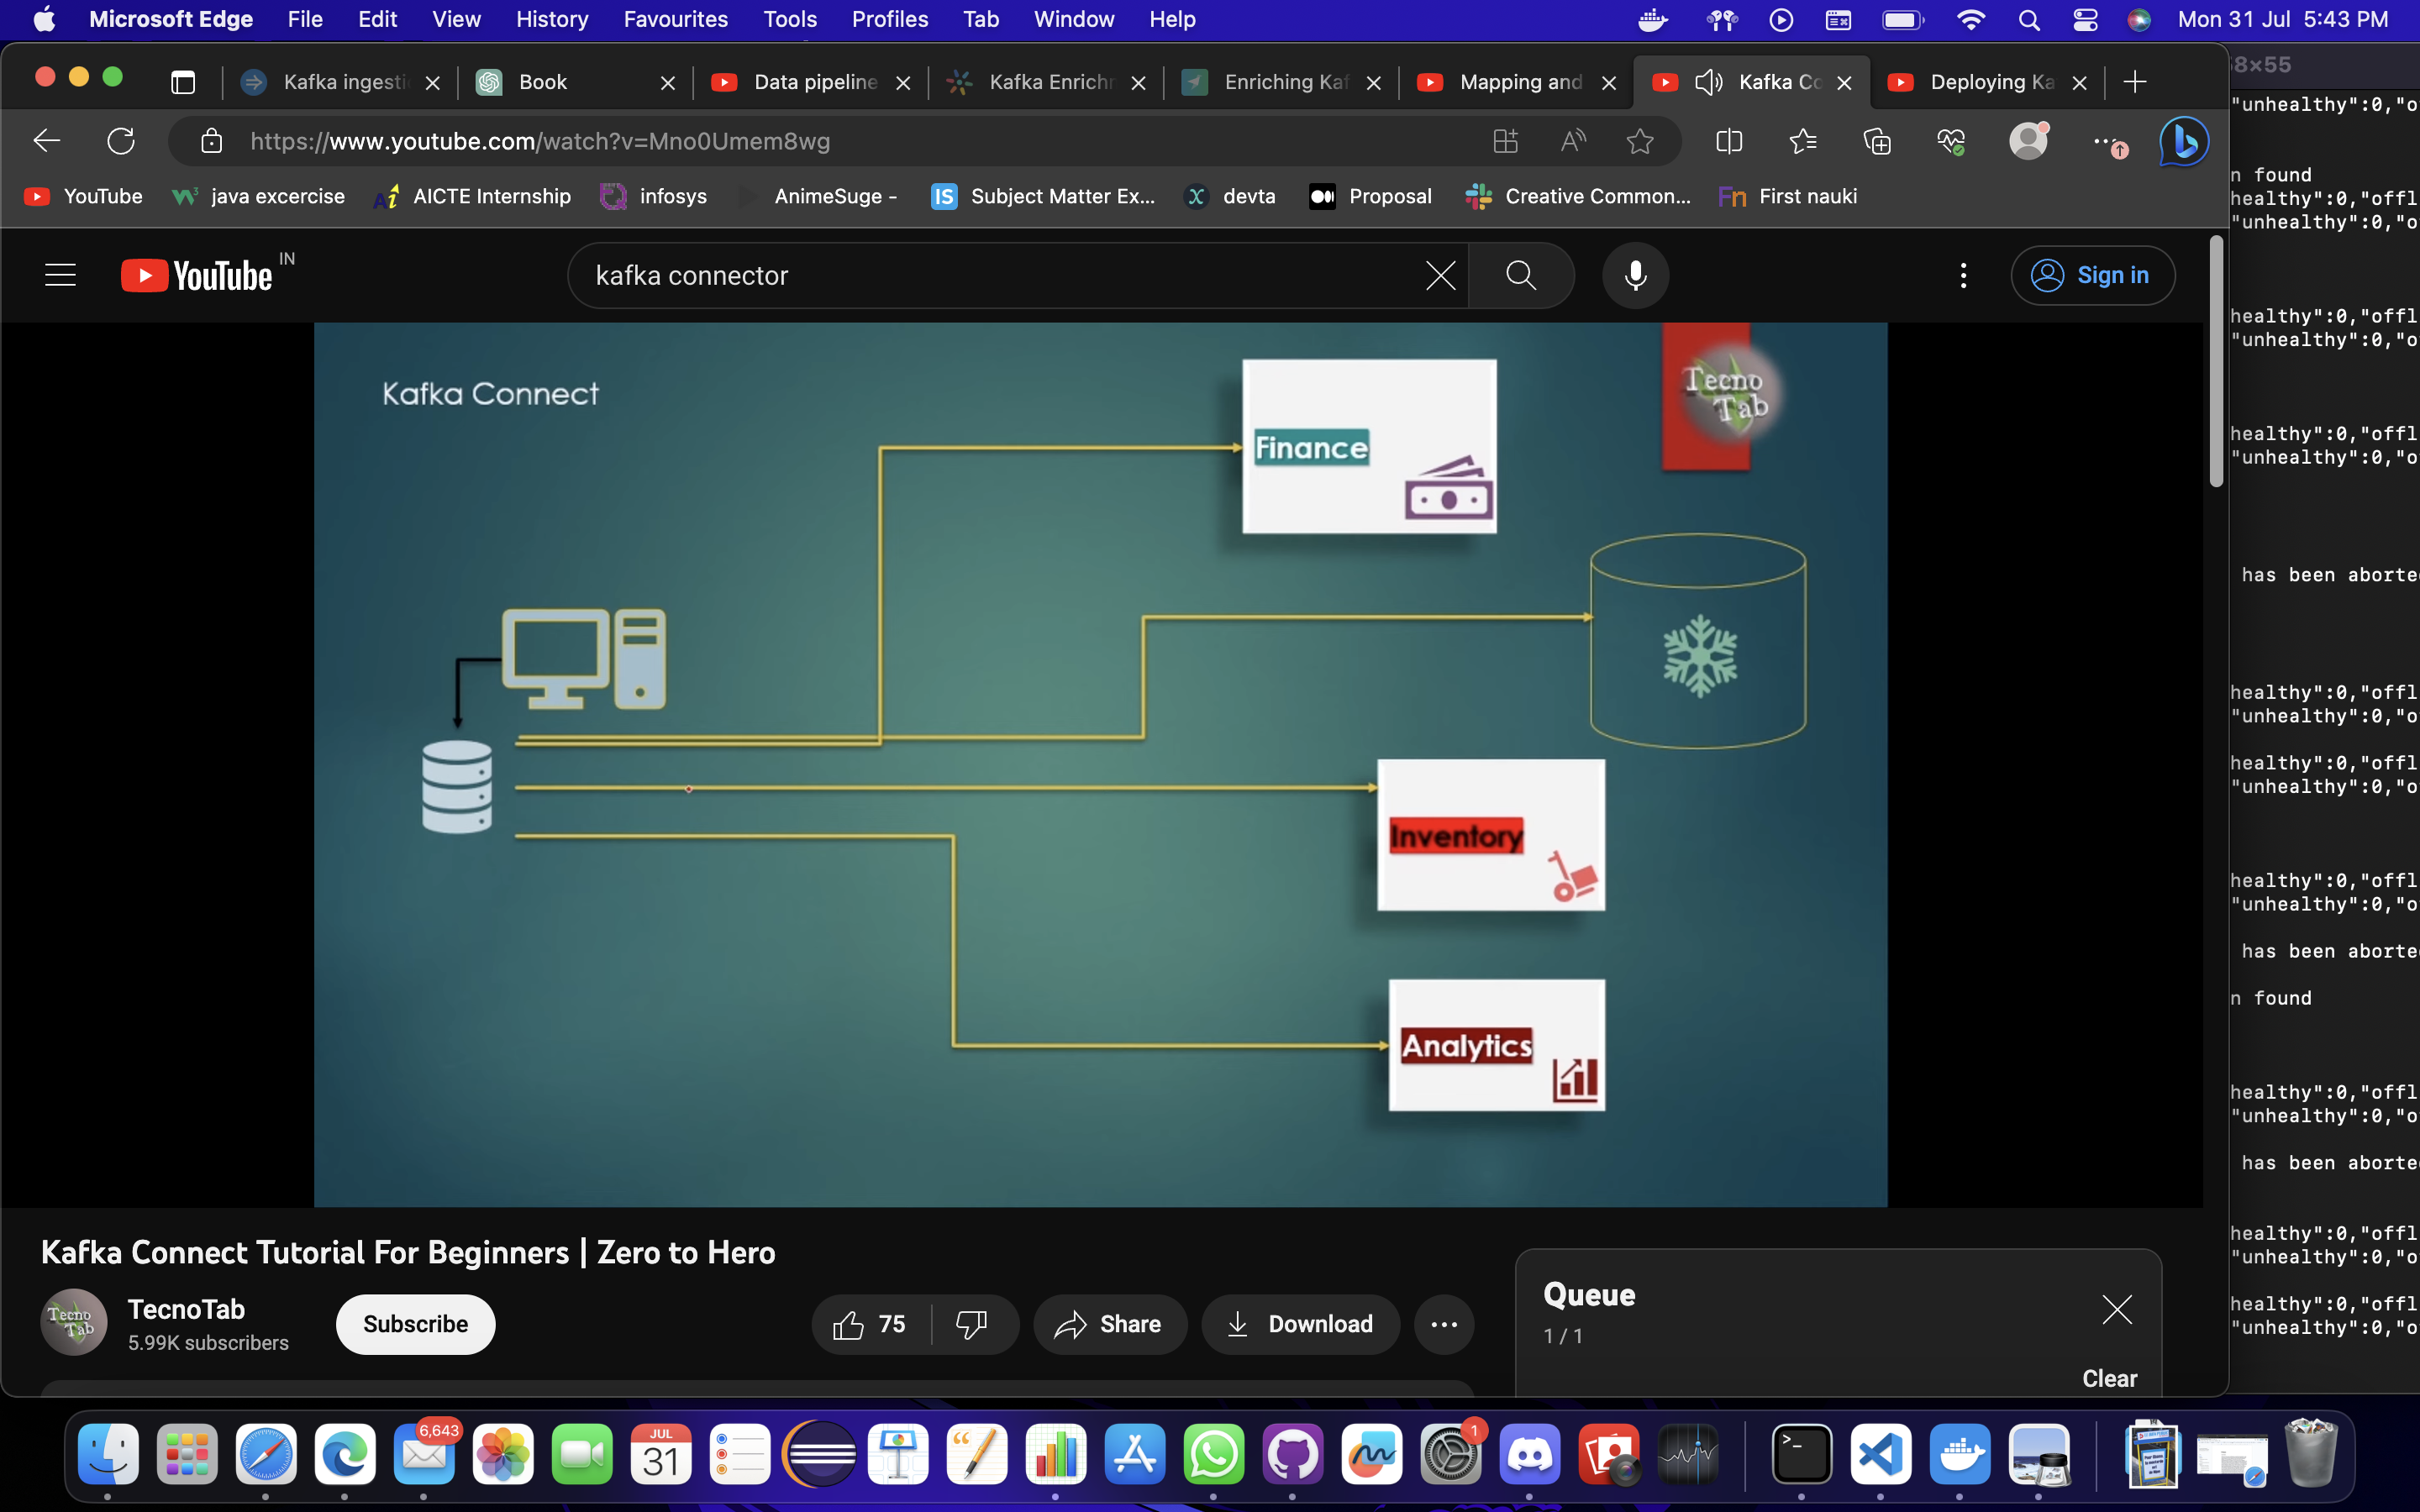 Microsoft Edge File Edit View History Favourites Tools Profiles Tab Window Help Mon 31 Jul 5:43 PM
Kafka ingesti Book Data pipeline Kafka Enrichr Enriching Kaf Mapping and Kafka Co Deploying Ka
8×55
https://www.youtube.com/watch?v=Mno0Umem8wg
YouTube java excercise AICTE Internship infosys AnimeSuge - IS Subject Matter Ex... devta Proposal Creative Common... Fn First nauki
YouTube IN
kafka connector
Sign in
Kafka Connect
Tecno
Tab
Finance
Inventory
Analytics
Kafka Connect Tutorial For Beginners | Zero to Hero
TecnoTab
5.99K subscribers
Subscribe
75
Share
Download
Queue
1 / 1
Clear
"unhealthy":0,"o
n found
healthy":0,"offl
"unhealthy":0,"o
healthy":0,"offl
"unhealthy":0,"o
healthy":0,"offl
"unhealthy":0,"o
has been aborte
healthy":0,"offl
"unhealthy":0,"o
healthy":0,"offl
"unhealthy":0,"o
healthy":0,"offl
"unhealthy":0,"o
has been aborte
n found
healthy":0,"offl
"unhealthy":0,"o
has been aborte
healthy":0,"offl
"unhealthy":0,"o
healthy":0,"offl
"unhealthy":0,"o
6,643
JUL
31
1